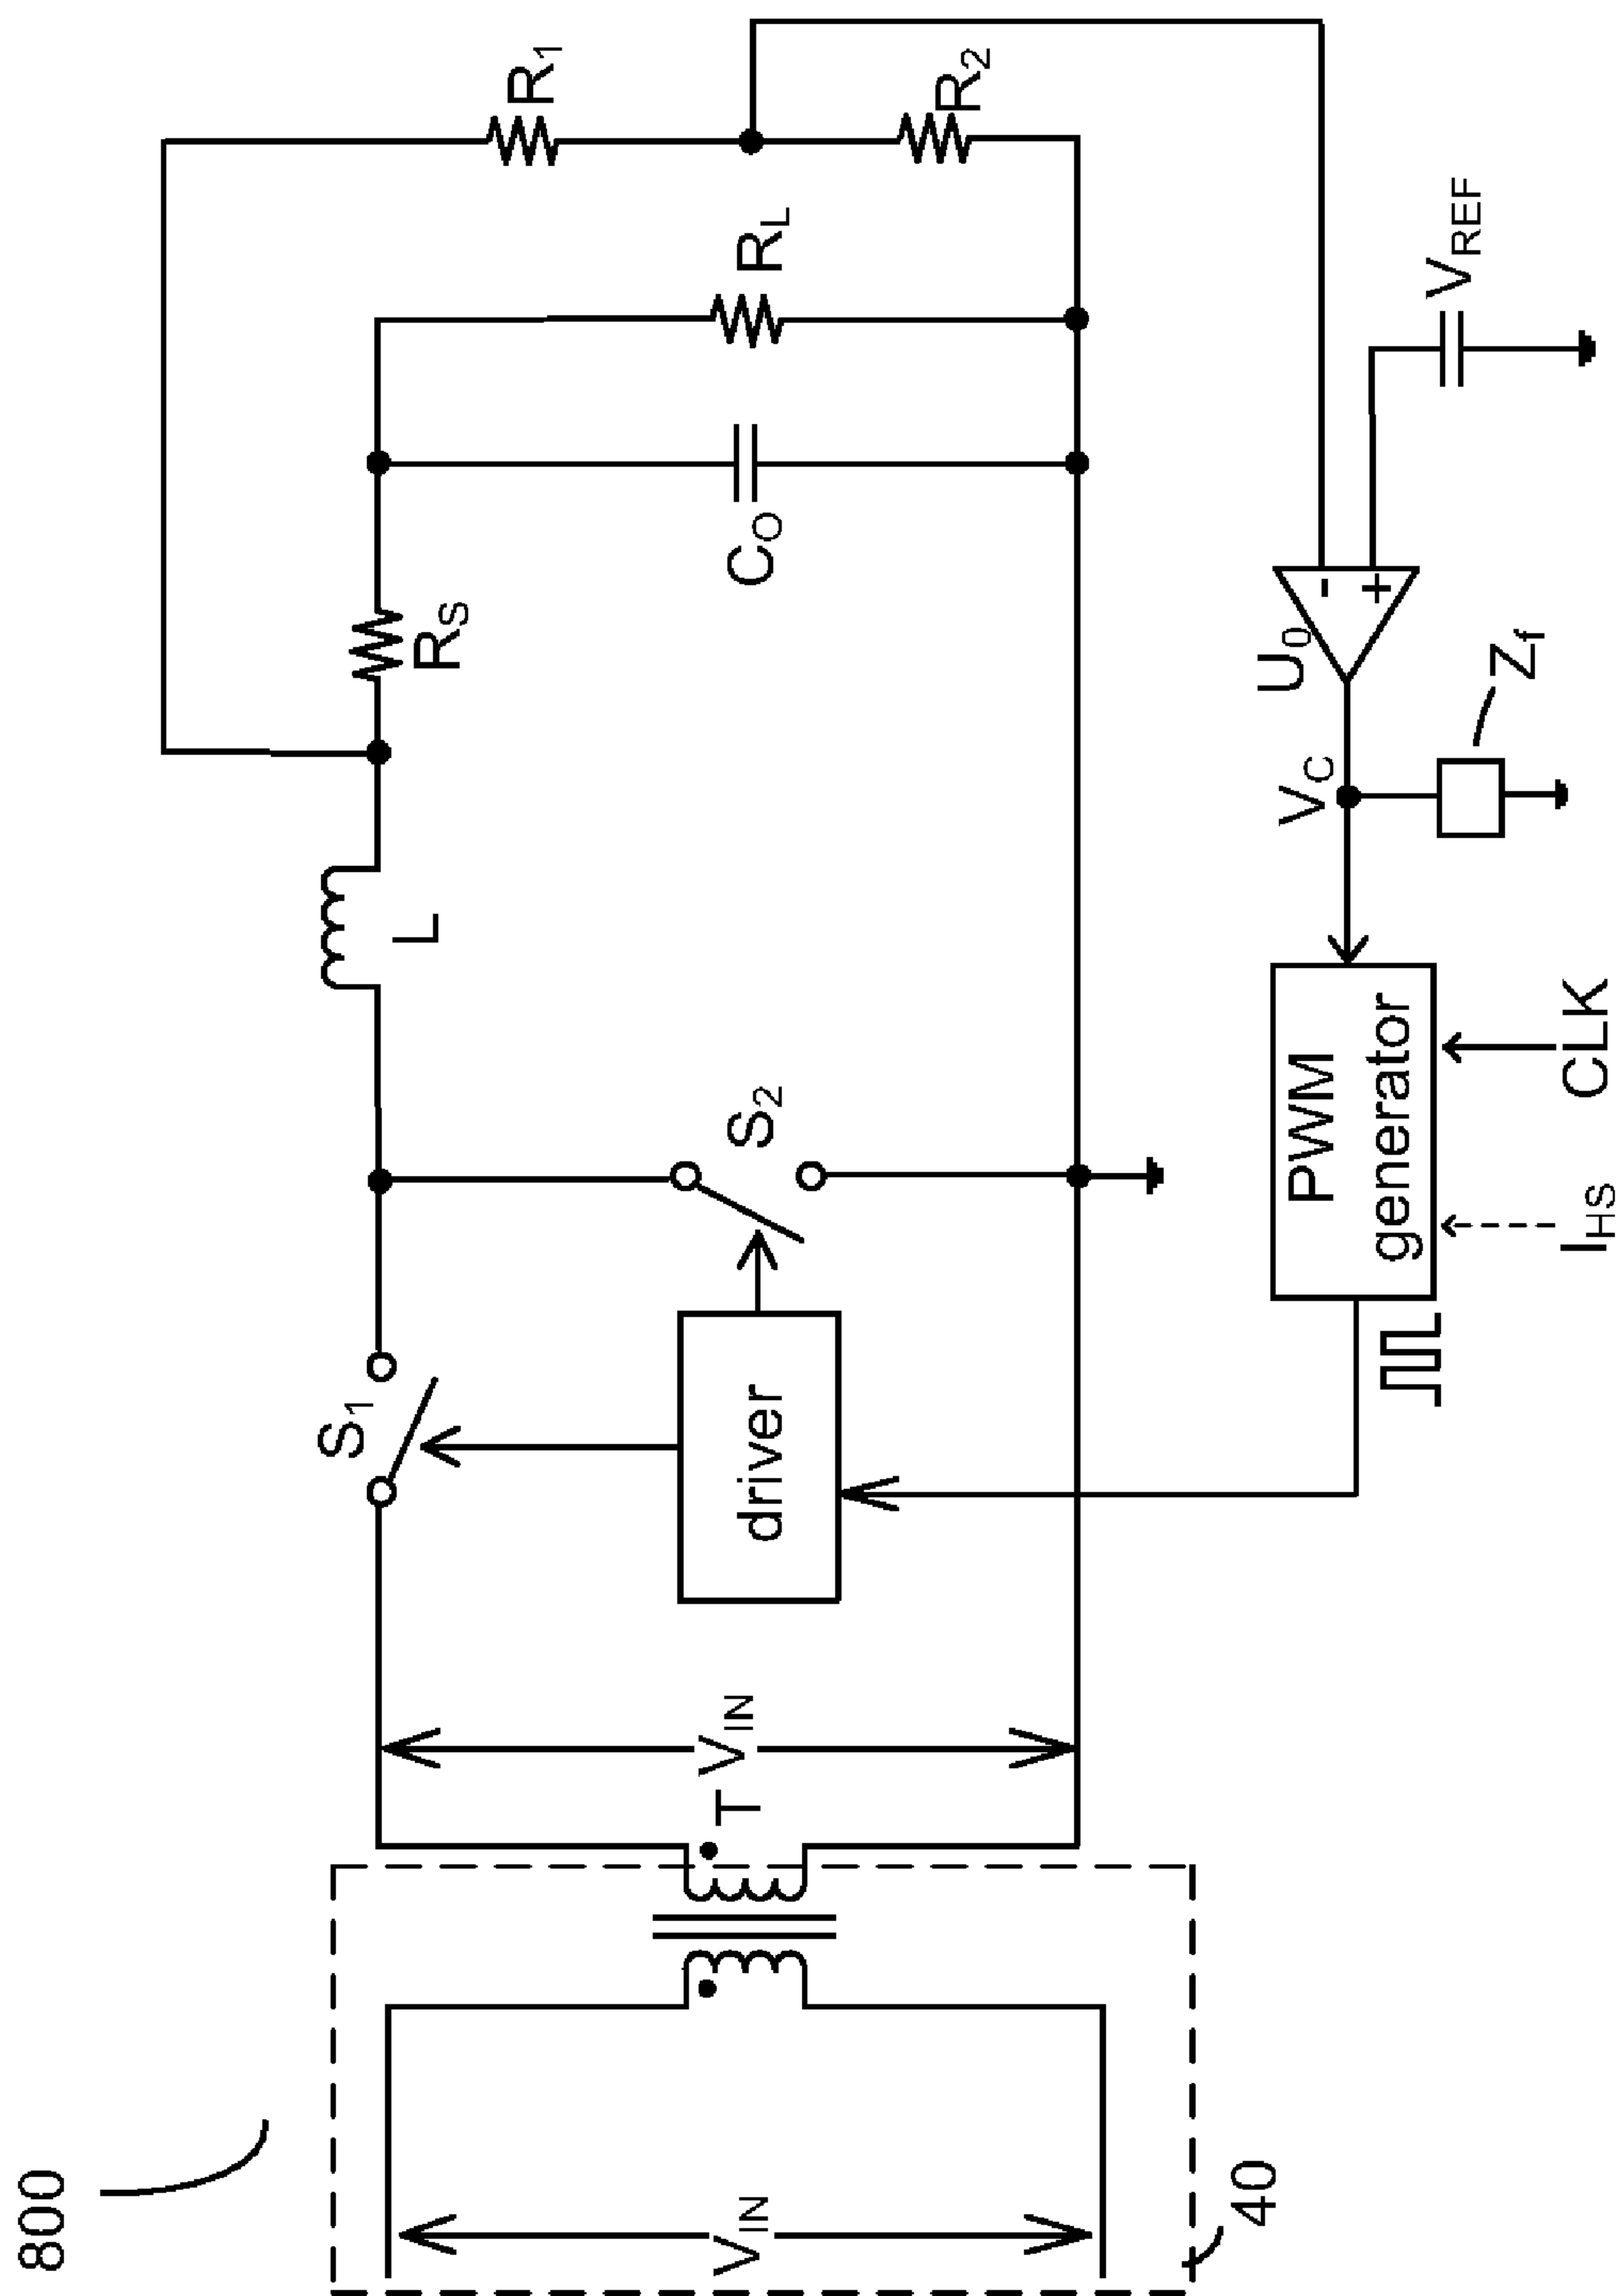 800
40
V_IN
V_IN
T
S₁
driver
S₂
L
R_S
C_O
R_L
R₁
R₂
PWM
generator
I_HS
CLK
V_C
U₀
-
+
Z_f
V_REF